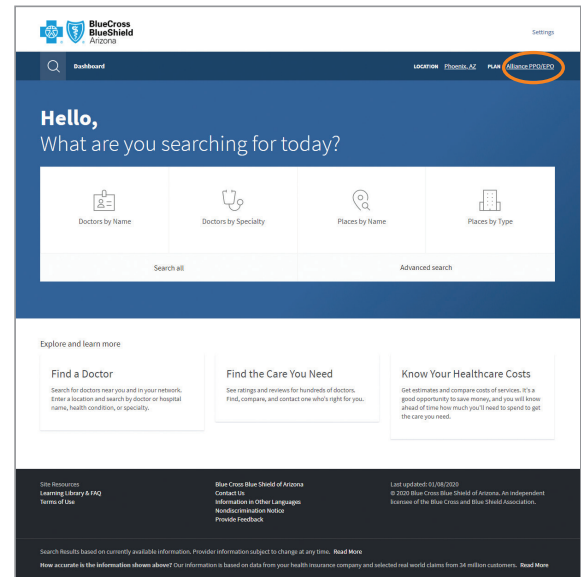 BlueCross
BlueShield
Arizona
Settings
Dashboard
LOCATION Phoenix, AZ PLAN Alliance PPO/EPO
Hello,
What are you searching for today?
Doctors by Name
Doctors by Specialty
Places by Name
Places by Type
Search all
Advanced search
Explore and learn more
Find a Doctor
Search for doctors near you and in your network.
Enter a location and search by doctor or hospital
name, health condition, or specialty.
Find the Care You Need
See ratings and reviews for hundreds of doctors.
Find, compare, and contact one who's right for you.
Know Your Healthcare Costs
Get estimates and compare costs of services. It's a
good opportunity to save money, and you will know
ahead of time how much you'll need to spend to get
the care you need.
Site Resources
Learning Library & FAQ
Terms of Use
Blue Cross Blue Shield of Arizona
Contact Us
Information in Other Languages
Nondiscrimination Notice
Provide Feedback
Last updated: 01/08/2020
© 2020 Blue Cross Blue Shield of Arizona. An independent
licensee of the Blue Cross and Blue Shield Association.
Search Results based on currently available information. Provider information subject to change at any time. Read More
How accurate is the information shown above? Our information is based on data from your health insurance company and selected real world claims from 34 million customers. Read More